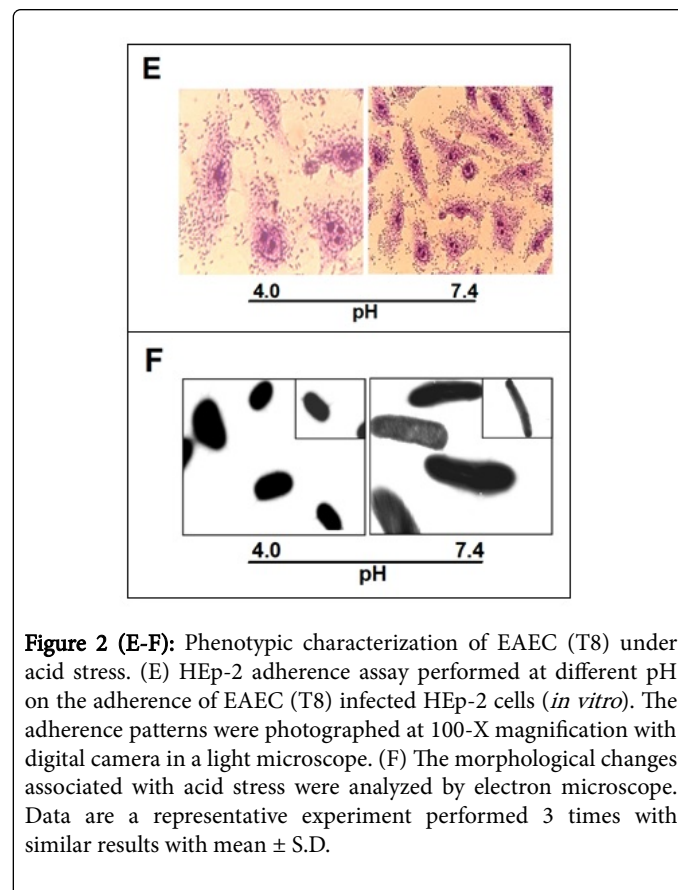 E
4.0 7.4
pH
F
4.0 7.4
pH
Figure 2 (E-F): Phenotypic characterization of EAEC (T8) under
acid stress. (E) HEp-2 adherence assay performed at different pH
on the adherence of EAEC (T8) infected HEp-2 cells (in vitro). The
adherence patterns were photographed at 100-X magnification with
digital camera in a light microscope. (F) The morphological changes
associated with acid stress were analyzed by electron microscope.
Data are a representative experiment performed 3 times with
similar results with mean ± S.D.